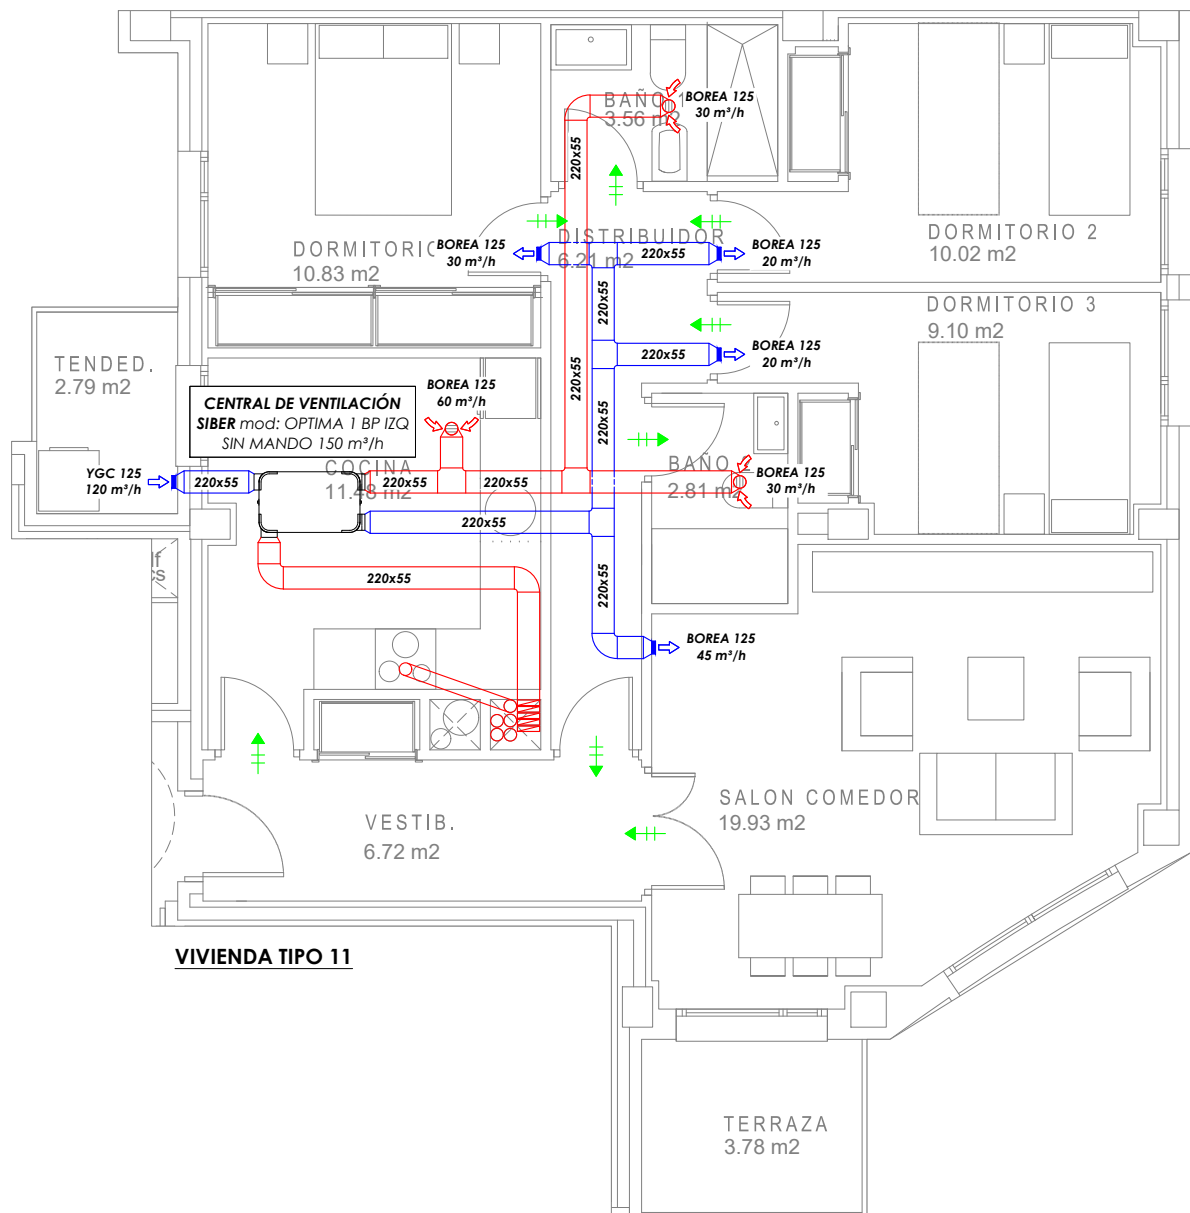 BAÑO 1
3.56 m2
BOREA 125
30 m³/h
220x55
DORMITORIO
10.83 m2
BOREA 125
30 m³/h
DISTRIBUIDOR
6.21 m2
220x55
BOREA 125
20 m³/h
DORMITORIO 2
10.02 m2
220x55
DORMITORIO 3
9.10 m2
220x55
BOREA 125
20 m³/h
220x55
TENDED.
2.79 m2
CENTRAL DE VENTILACIÓN
SIBER mod: OPTIMA 1 BP IZQ
SIN MANDO 150 m³/h
BOREA 125
60 m³/h
220x55
YGC 125
120 m³/h
220x55
COCINA
11.48 m2
220x55
220x55
BAÑO
2.81 m2
BOREA 125
30 m³/h
220x55
220x55
220x55
BOREA 125
45 m³/h
SALON COMEDOR
19.93 m2
VESTIB.
6.72 m2
VIVIENDA TIPO 11
TERRAZA
3.78 m2